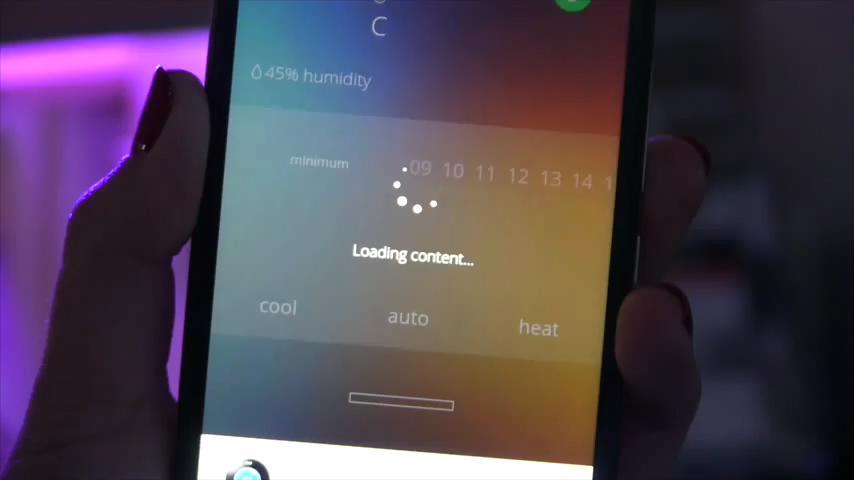 C
45% humidity
minimum 09 10 11 12 13 14
Loading content...
cool auto heat